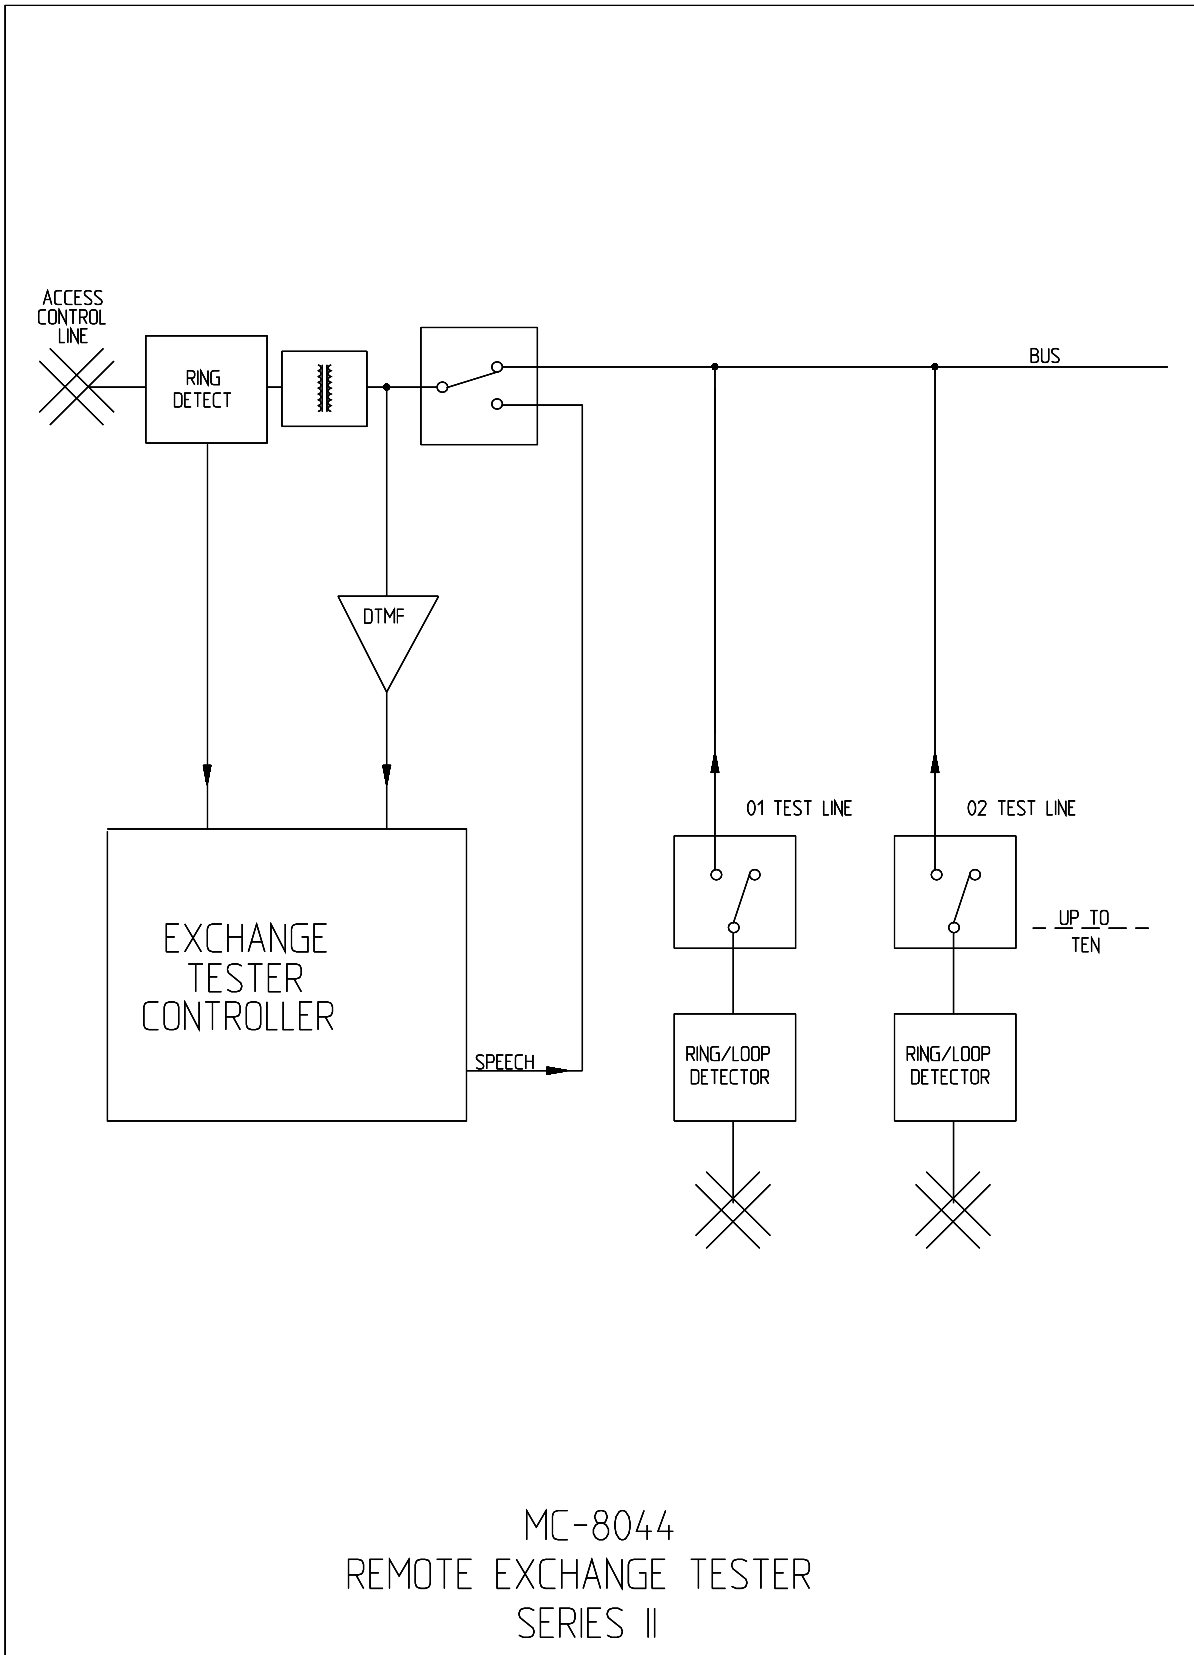 ACCESS
CONTROL
LINE
RING
DETECT
BUS
DTMF
01 TEST LINE
02 TEST LINE
UP TO
TEN
EXCHANGE
TESTER
CONTROLLER
SPEECH
RING/LOOP
DETECTOR
RING/LOOP
DETECTOR
MC-8044
REMOTE EXCHANGE TESTER
SERIES II